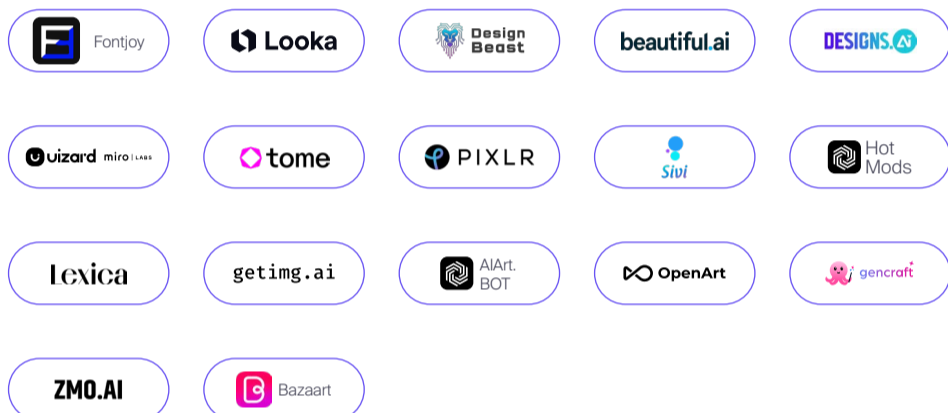 Fontjoy
Looka
Design
Beast
beautiful.ai
DESIGNS.Ai
uizard miro | LABS
tome
PIXLR
Sivi
Hot
Mods
Lexica
getimg.ai
AIArt.
BOT
OpenArt
gencraft
ZMO.AI
Bazaart